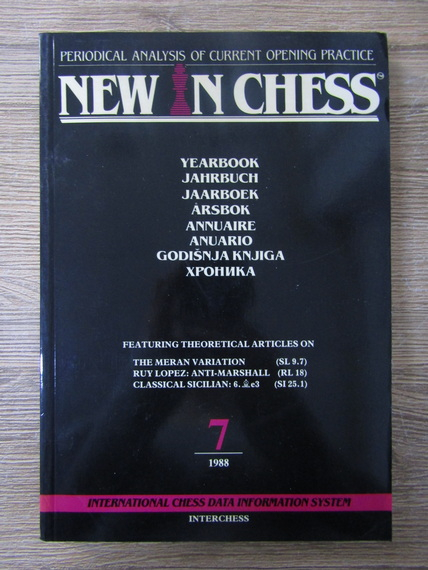 PERIODICAL ANALYSIS OF CURRENT OPENING PRACTICE
NEW IN CHESS
YEARBOOK
JAHRBUCH
JAARBOEK
ÅRSBOK
ANNUAIRE
ANUARIO
GODIŠNJA KNJIGA
ХРОНИКА
FEATURING THEORETICAL ARTICLES ON
THE MERAN VARIATION (SL 9.7)
RUY LOPEZ: ANTI-MARSHALL (RL 18)
CLASSICAL SICILIAN: 6.♗e3 (SI 25.1)
7
1988
INTERNATIONAL CHESS DATA INFORMATION SYSTEM
INTERCHESS